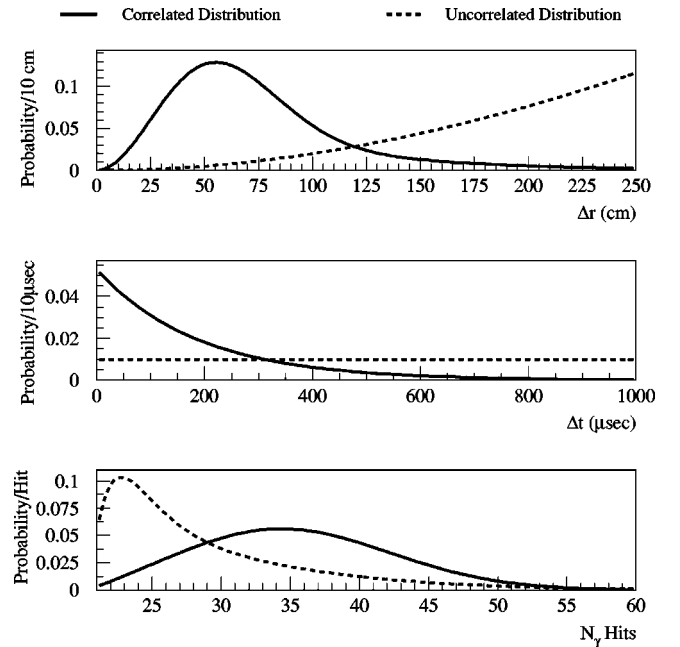 Correlated Distribution Uncorrelated Distribution
Probability/10 cm
0.1
0.05
0
0 25 50 75 100 125 150 175 200 225 250
Δr (cm)
Probability/10μsec
0.04
0.02
0
0 200 400 600 800 1000
Δt (μsec)
Probability/Hit
0.1
0.075
0.05
0.025
0
25 30 35 40 45 50 55 60
Nγ Hits